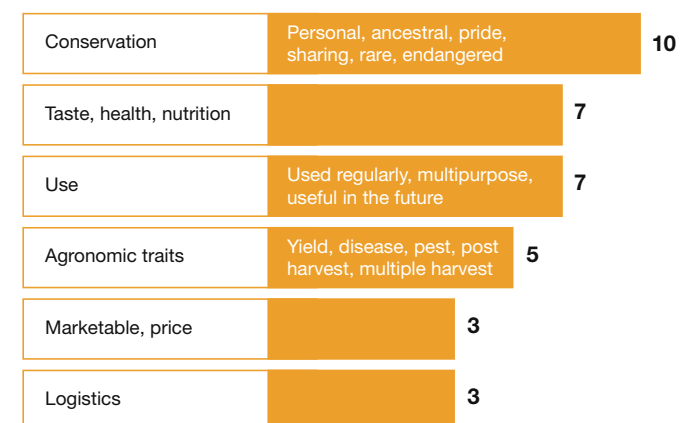 Conservation
Personal, ancestral, pride,
sharing, rare, endangered
10
Taste, health, nutrition
7
Use
Used regularly, multipurpose,
useful in the future
7
Agronomic traits
Yield, disease, pest, post
harvest, multiple harvest
5
Marketable, price
3
Logistics
3